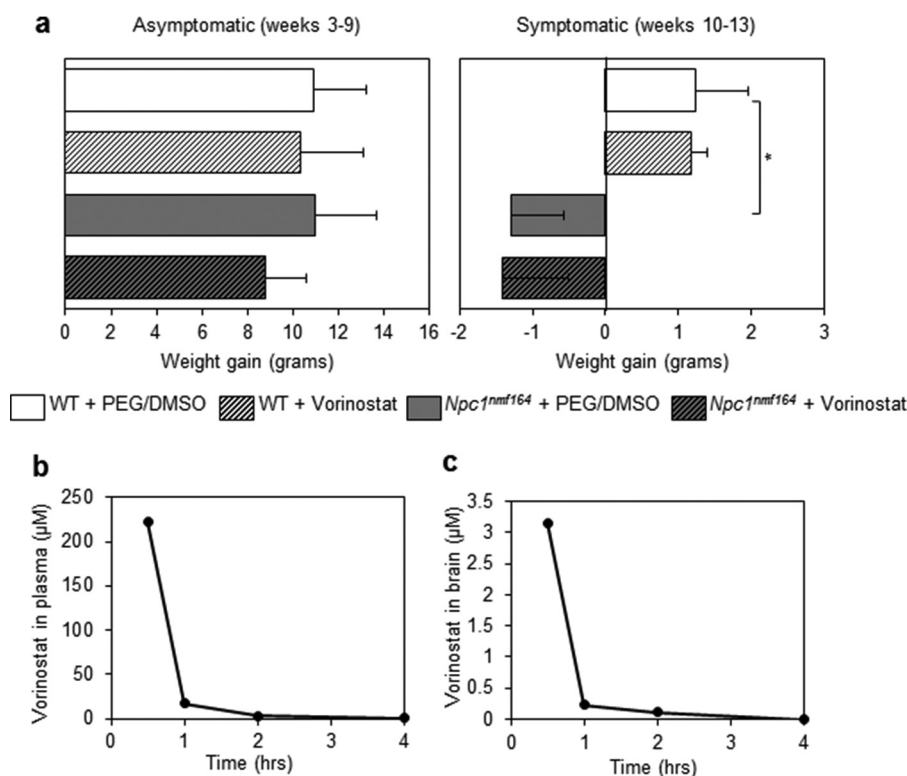 a
Asymptomatic (weeks 3-9)
Symptomatic (weeks 10-13)
*
0 2 4 6 8 10 12 14 16
-2 -1 0 1 2 3
Weight gain (grams)
Weight gain (grams)
WT + PEG/DMSO
WT + Vorinostat
Npc1nmf164 + PEG/DMSO
Npc1nmf164 + Vorinostat
b
Vorinostat in plasma (µM)
250
200
150
100
50
0
0 1 2 3 4
Time (hrs)
c
Vorinostat in brain (µM)
3.5
3
2.5
2
1.5
1
0.5
0
0 1 2 3 4
Time (hrs)